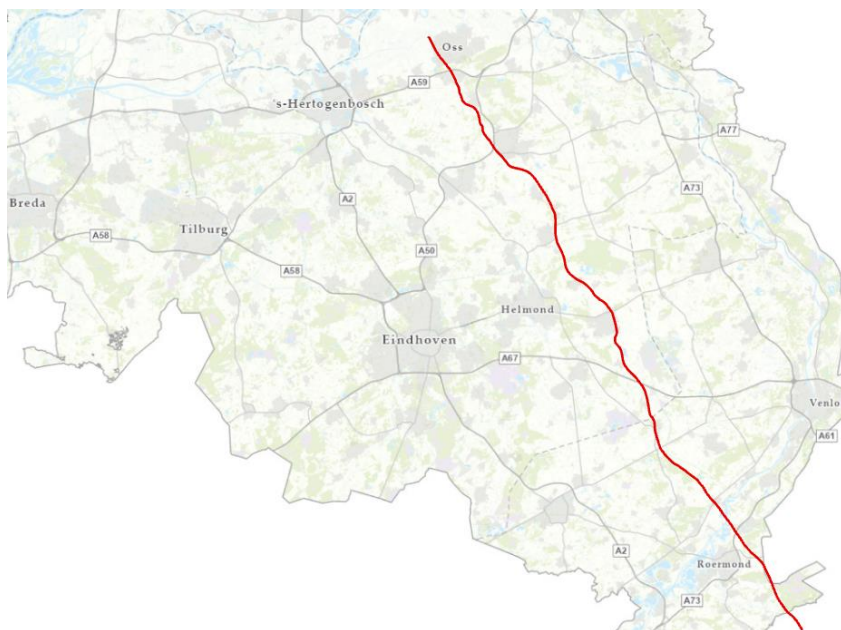 Oss
A59
's-Hertogenbosch
A77
A73
A2
Breda
Tilburg
A58
A50
A58
Helmond
Eindhoven
A67
Venlo
A61
A2
Roermond
A73